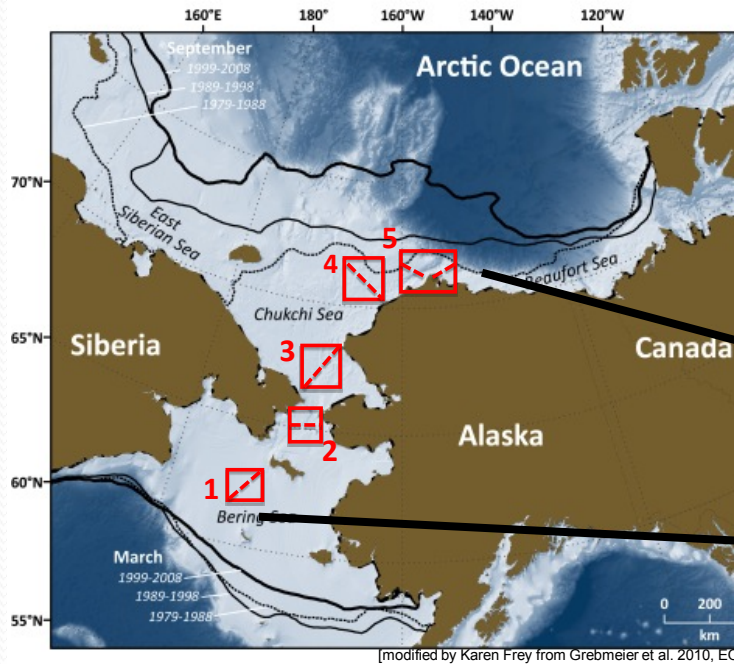 160°E
180°
160°W
140°W
120°W
September
1999-2008
1989-1998
1979-1988
Arctic Ocean
70°N
East
Siberian Sea
4
5
Beaufort Sea
Chukchi Sea
65°N
Siberia
3
Canada
Alaska
2
60°N
1
Bering Sea
March
1999-2008
1989-1998
1979-1988
0 200
km
55°N
[modified by Karen Frey from Grebmeier et al. 2010, EO